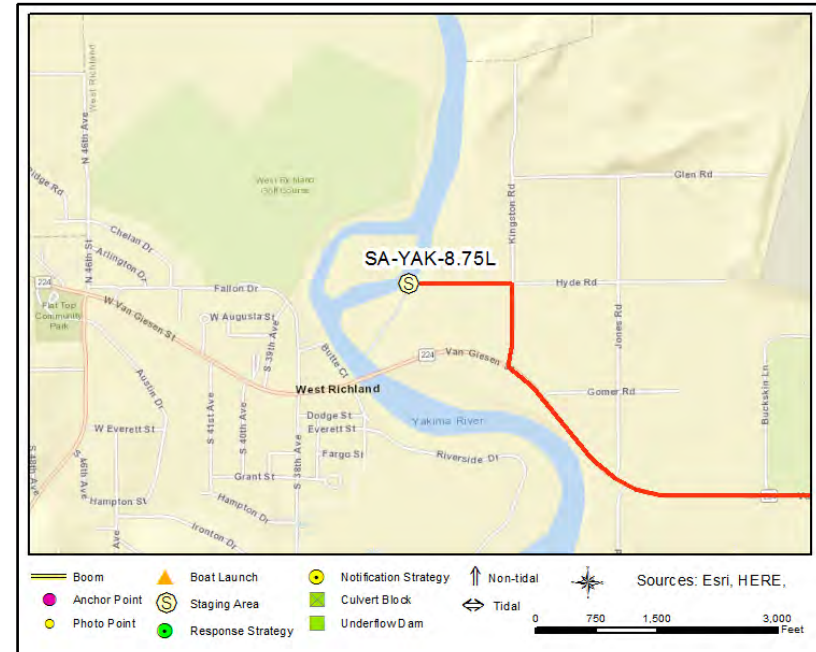 West Richland
N 46th Ave
West Richland
Golf Course
Glen Rd
Kingston Rd
idge Rd
Chelan Dr
Arlington Dr
N 46th St
SA-YAK-8.75L
S
Hyde Rd
224
Fallon Dr
Flat Top
Community
Park
W Van Giesen St
W Augusta St
S 39th Ave
Butte Ct
224
Van Giesen
Jones Rd
Buckskin Ln
West Richland
Gomer Rd
Austin Dr
S 41st Ave
S 40th Ave
Dodge St
Everett St
Yakima River
W Everett St
Fargo St
Riverside Dr
S 38th Ave
Grant St
S 46th Ave
Hampton St
Hampton Dr
Ironton Dr
Boom
Boat Launch
Notification Strategy
Non-tidal
Sources: Esri, HERE,
Anchor Point
S
Staging Area
Culvert Block
Tidal
Photo Point
Response Strategy
Underflow Dam
0 750 1,500 3,000
Feet